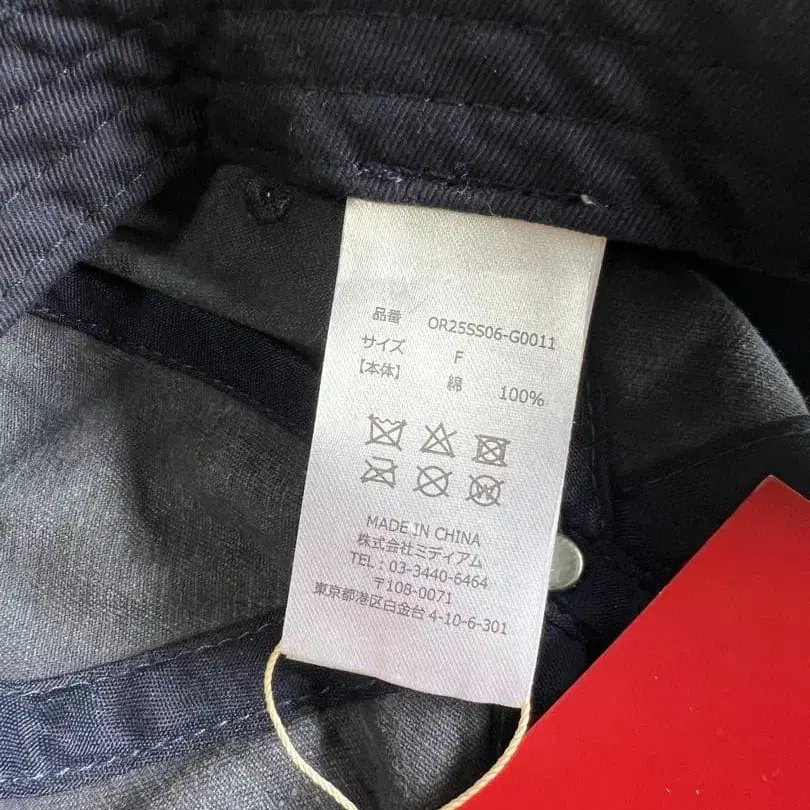 品番 OR25SS06-G0011
サイズ F
【本体】 綿 100%
W
MADE IN CHINA
株式会社ミディアム
TEL：03-3440-6464
〒108-0071
東京都港区白金台 4-10-6-301